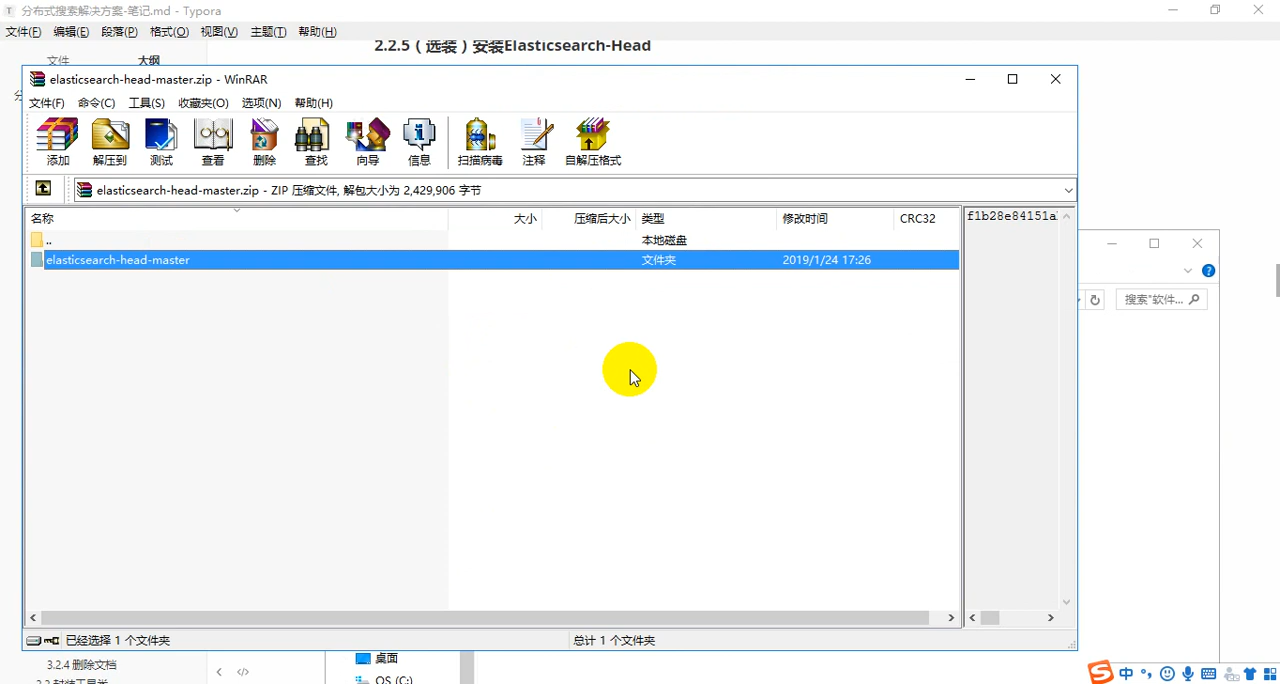 分布式搜索解决方案-笔记.md - Typora
文件(F) 编辑(E) 段落(P) 格式(O) 视图(V) 主题(T) 帮助(H)
2.2.5（选装）安装Elasticsearch-Head
文件 大纲
elasticsearch-head-master.zip - WinRAR
文件(F) 命令(C) 工具(S) 收藏夹(O) 选项(N) 帮助(H)
添加 解压到 测试 查看 删除 查找 向导 信息 扫描病毒 注释 自解压格式
elasticsearch-head-master.zip - ZIP 压缩文件, 解包大小为 2,429,906 字节
名称 大小 压缩后大小 类型 修改时间 CRC32
f1b28e84151a
.. 本地磁盘
elasticsearch-head-master 文件夹 2019/1/24 17:26
搜索"软件...
已经选择 1 个文件夹 总计 1 个文件夹
3.2.4 删除文档
桌面
OS (C:)
中